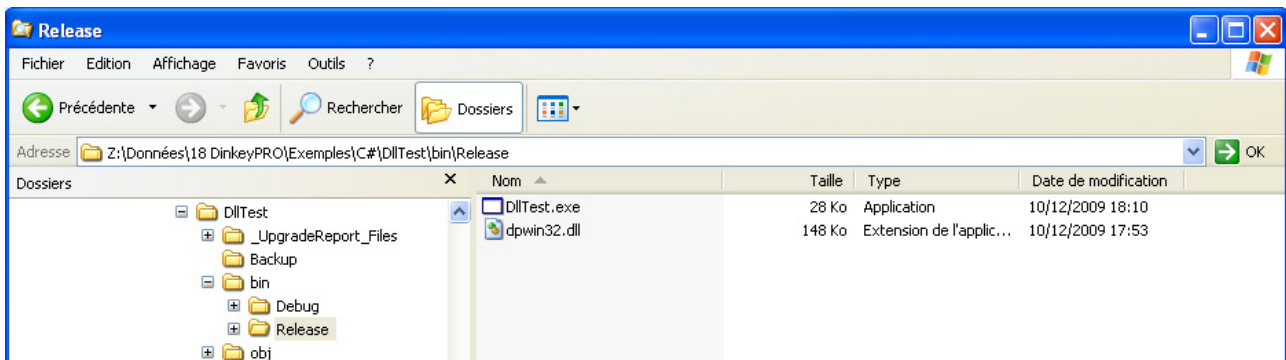 Release
Fichier Edition Affichage Favoris Outils ?
Précédente Rechercher Dossiers
Adresse Z:\Données\18 DinkeyPRO\Exemples\C#\DllTest\bin\Release OK
Dossiers x Nom Taille Type Date de modification
DllTest
_UpgradeReport_Files
Backup
bin
Debug
Release
obj
DllTest.exe 28 Ko Application 10/12/2009 18:10
dpwin32.dll 148 Ko Extension de l'applic... 10/12/2009 17:53